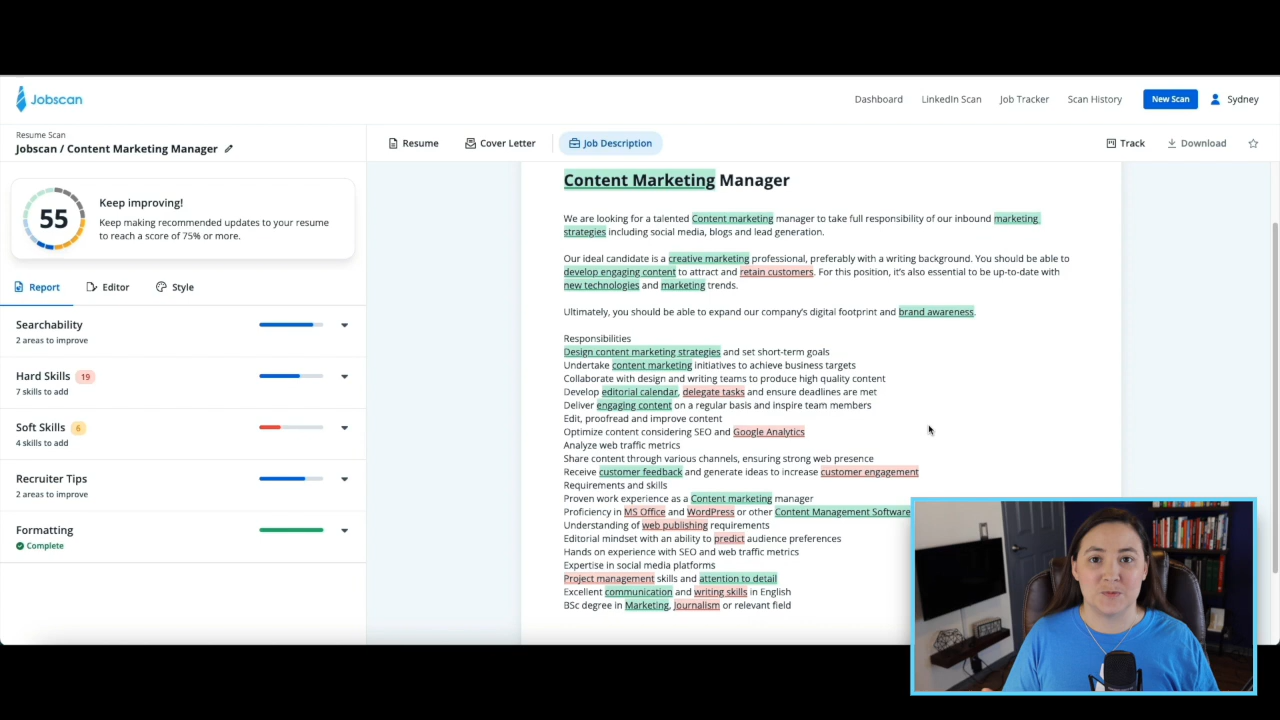 Jobscan
Dashboard
LinkedIn Scan
Job Tracker
Scan History
New Scan
Sydney
Resume Scan
Jobscan / Content Marketing Manager
Resume
Cover Letter
Job Description
Track
Download
55
Keep improving!
Keep making recommended updates to your resume
to reach a score of 75% or more.
Report
Editor
Style
Searchability
2 areas to improve
Hard Skills 19
7 skills to add
Soft Skills 6
4 skills to add
Recruiter Tips
2 areas to improve
Formatting
Complete
Content Marketing Manager
We are looking for a talented Content marketing manager to take full responsibility of our inbound marketing
strategies including social media, blogs and lead generation.
Our ideal candidate is a creative marketing professional, preferably with a writing background. You should be able to
develop engaging content to attract and retain customers. For this position, it's also essential to be up-to-date with
new technologies and marketing trends.
Ultimately, you should be able to expand our company's digital footprint and brand awareness.
Responsibilities
Design content marketing strategies and set short-term goals
Undertake content marketing initiatives to achieve business targets
Collaborate with design and writing teams to produce high quality content
Develop editorial calendar, delegate tasks and ensure deadlines are met
Deliver engaging content on a regular basis and inspire team members
Edit, proofread and improve content
Optimize content considering SEO and Google Analytics
Analyze web traffic metrics
Share content through various channels, ensuring strong web presence
Receive customer feedback and generate ideas to increase customer engagement
Requirements and skills
Proven work experience as a Content marketing manager
Proficiency in MS Office and WordPress or other Content Management Software
Understanding of web publishing requirements
Editorial mindset with an ability to predict audience preferences
Hands on experience with SEO and web traffic metrics
Expertise in social media platforms
Project management skills and attention to detail
Excellent communication and writing skills in English
BSc degree in Marketing, Journalism or relevant field